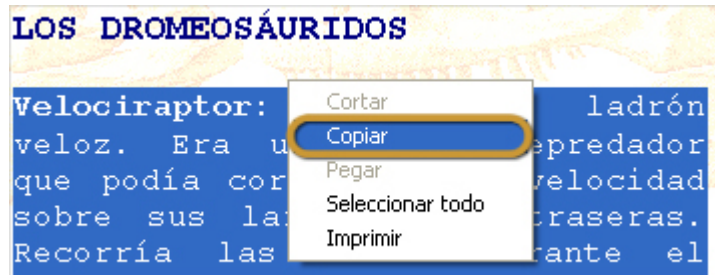 LOS DROMEOSÁURIDOS
Velociraptor: ladrón
veloz. Era u epredador
que podía cor velocidad
sobre sus la traseras.
Recorría las rante el
Cortar
Copiar
Pegar
Seleccionar todo
Imprimir